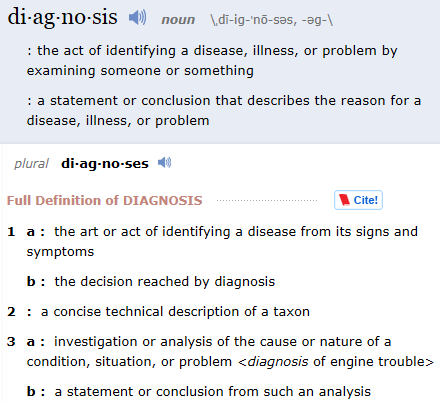 di·ag·no·sis noun \ˌdī-ig-ˈnō-səs, -əg-\
: the act of identifying a disease, illness, or problem by
examining someone or something
: a statement or conclusion that describes the reason for a
disease, illness, or problem
plural di·ag·no·ses
Full Definition of DIAGNOSIS Cite!
1 a : the art or act of identifying a disease from its signs and
symptoms
b : the decision reached by diagnosis
2 : a concise technical description of a taxon
3 a : investigation or analysis of the cause or nature of a
condition, situation, or problem <diagnosis of engine trouble>
b : a statement or conclusion from such an analysis